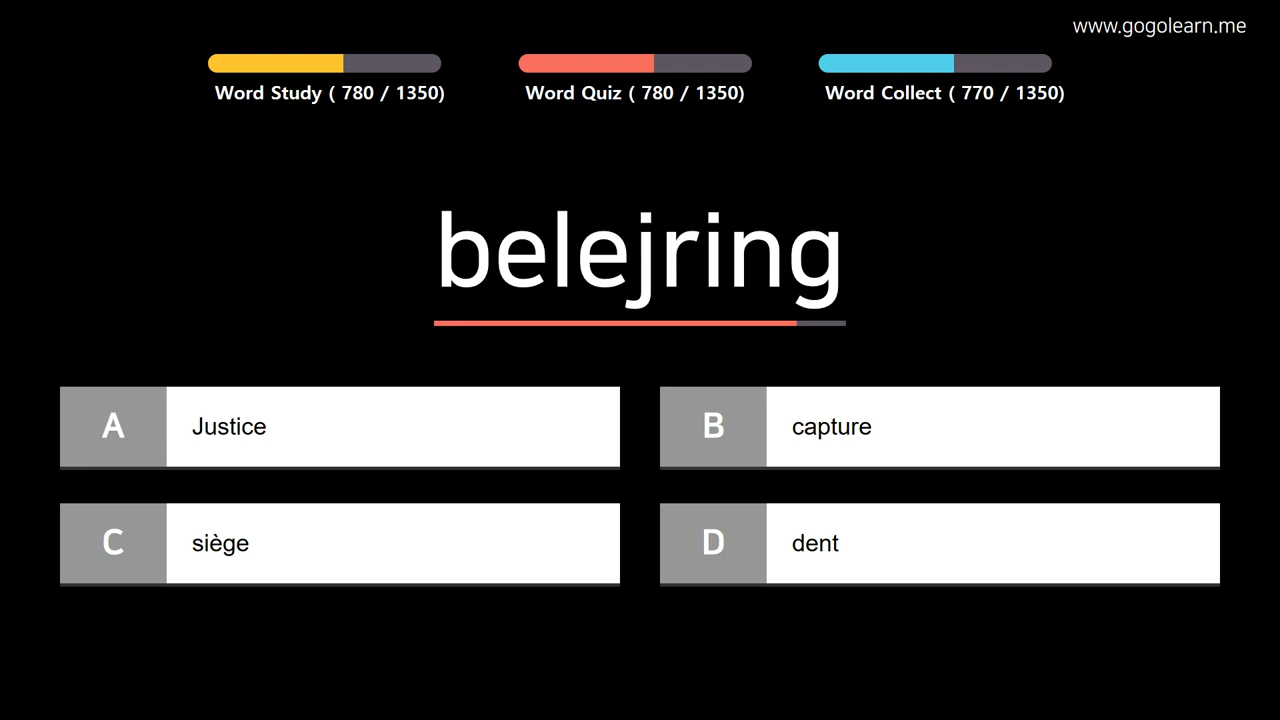 www.gogolearn.me
Word Study ( 780 / 1350)
Word Quiz ( 780 / 1350)
Word Collect ( 770 / 1350)
belejring
A Justice
B capture
C siège
D dent